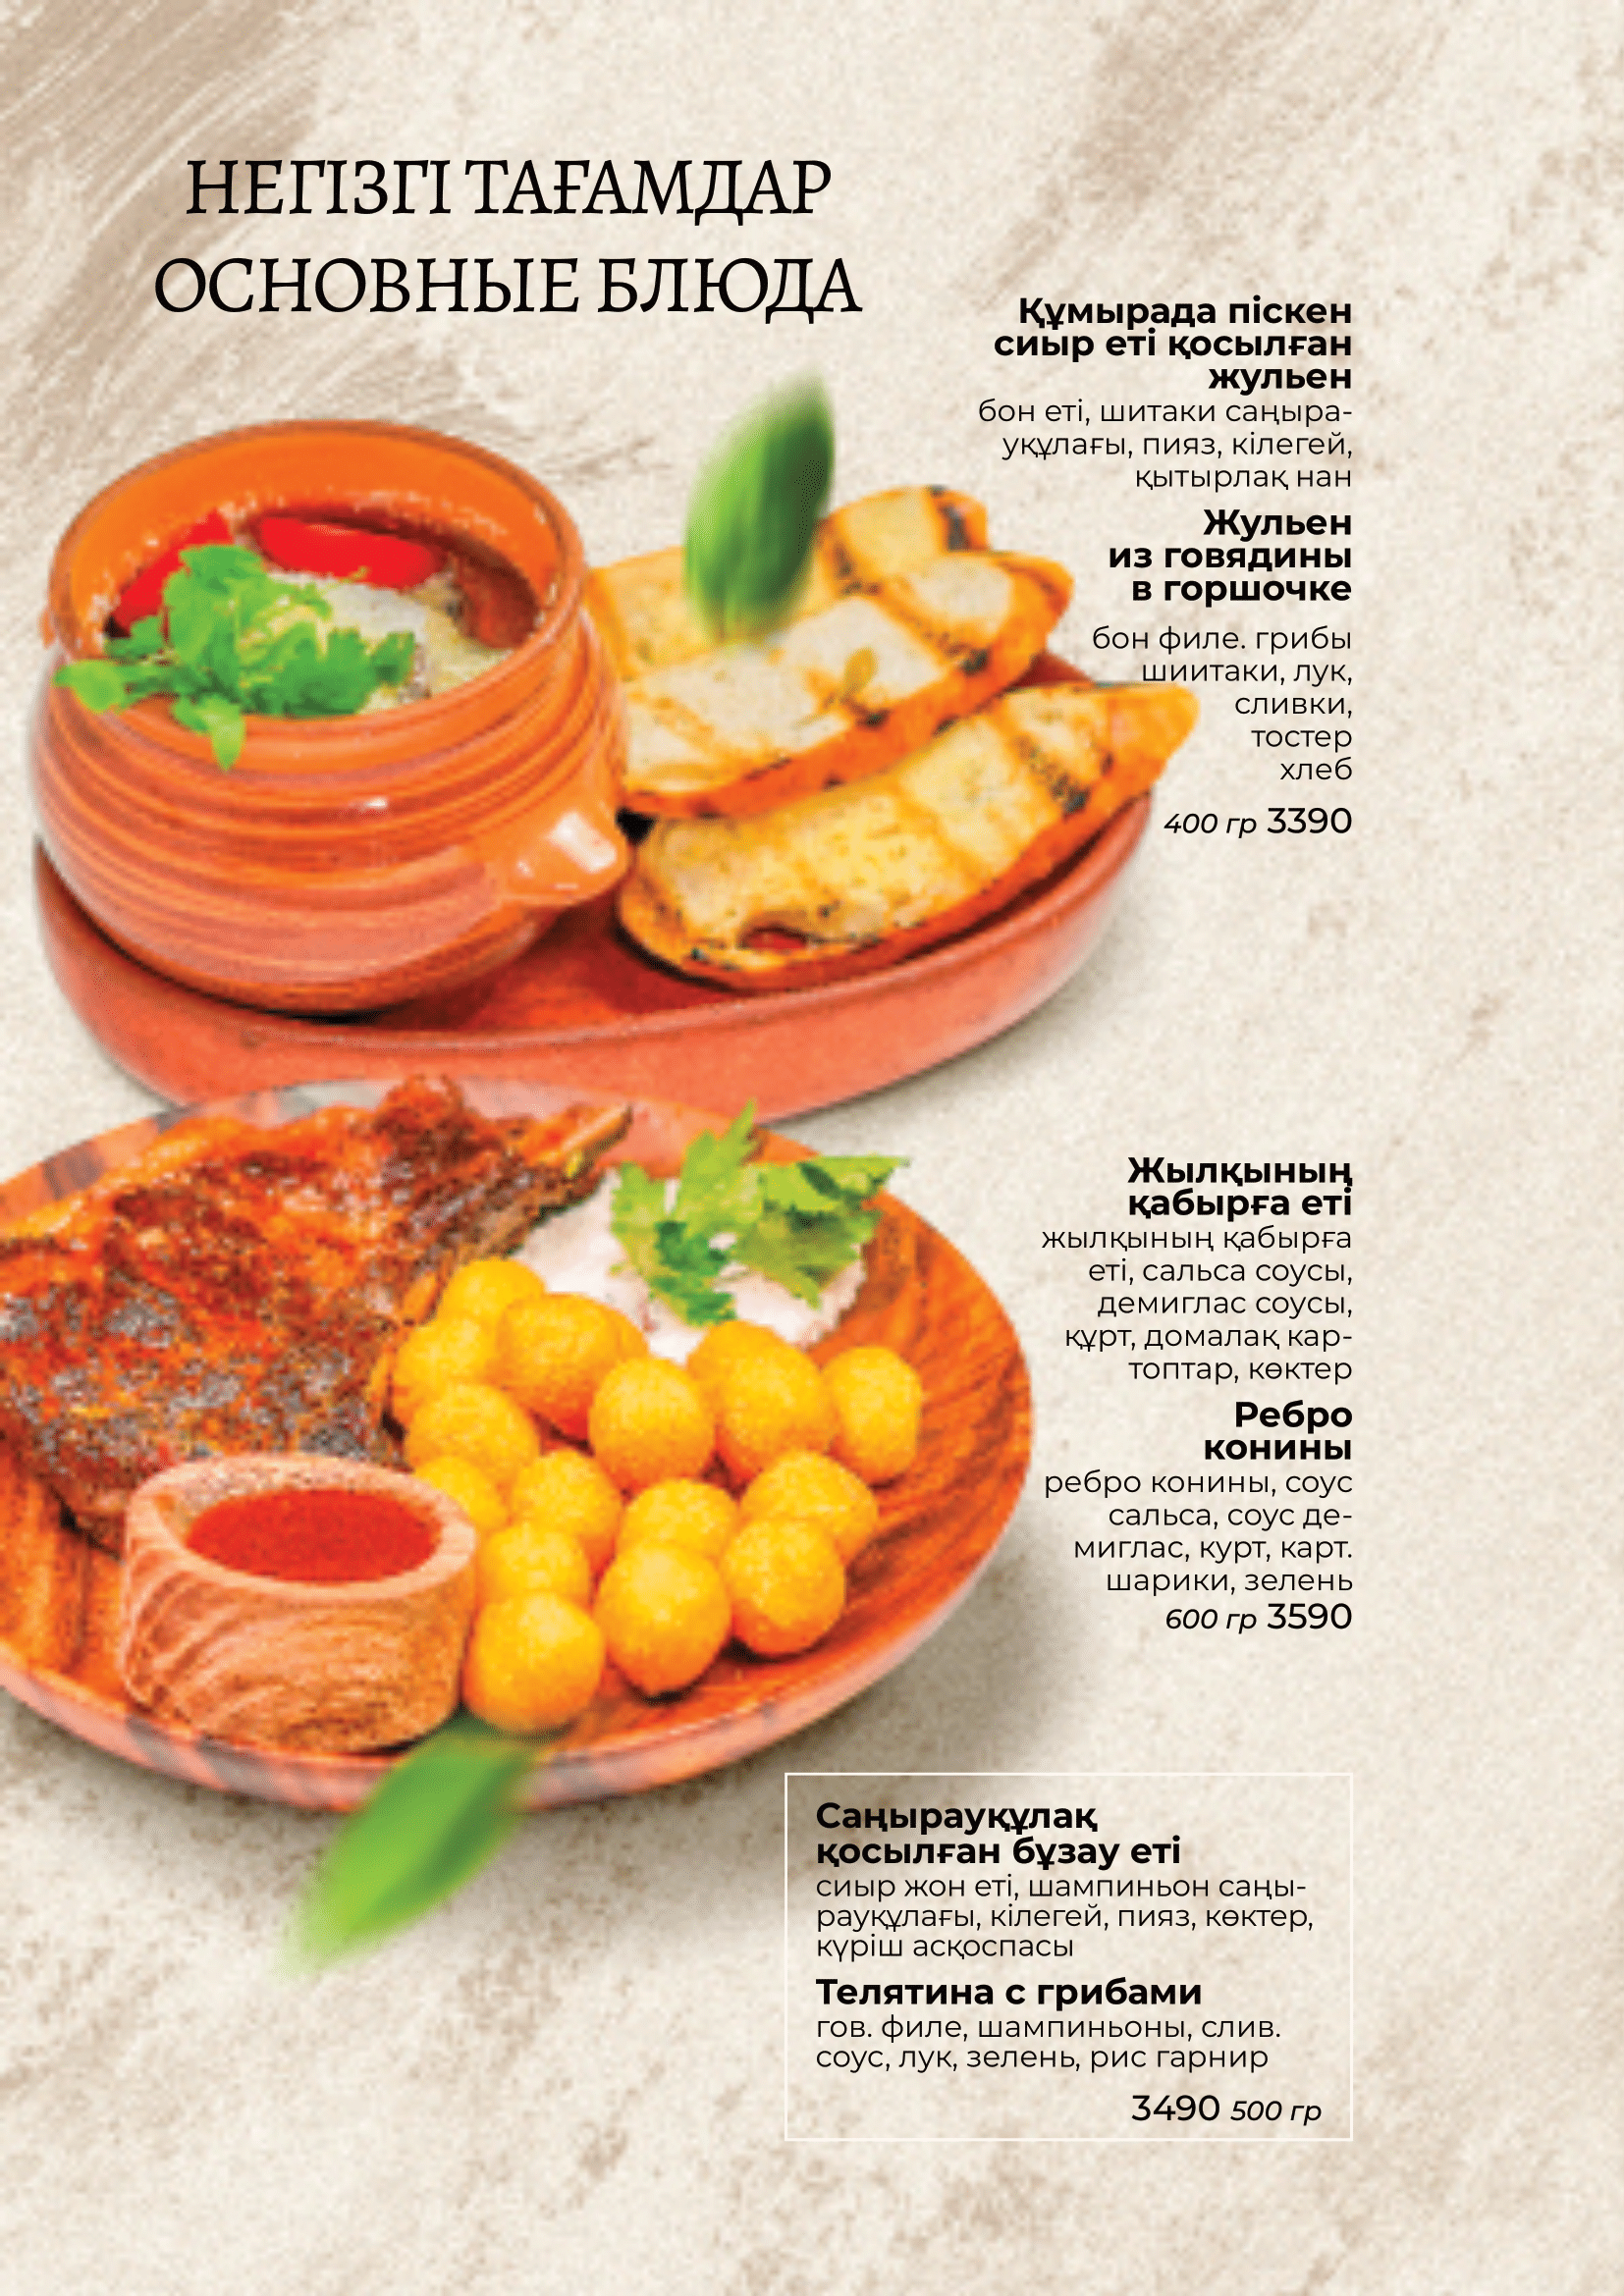 НЕГІЗГІ ТАҒАМДАР
ОСНОВНЫЕ БЛЮДА
Құмырада піскен
сиыр еті қосылған
жульен
бон еті, шитаки саңыра-
уқұлағы, пияз, кілегей,
қытырлақ нан
Жульен
из говядины
в горшочке
бон филе. грибы
шиитаки, лук,
сливки,
тостер
хлеб
400 гр 3390
Жылқының
қабырға еті
жылқының қабырға
еті, сальса соусы,
демиглас соусы,
құрт, домалақ кар-
топтар, көктер
Ребро
конины
ребро конины, соус
сальса, соус де-
миглас, курт, карт.
шарики, зелень
600 гр 3590
Саңырауқұлақ
қосылған бұзау еті
сиыр жон еті, шампиньон саңы-
рауқұлағы, кілегей, пияз, көктер,
күріш асқоспасы
Телятина с грибами
гов. филе, шампиньоны, слив.
соус, лук, зелень, рис гарнир
3490 500 гр